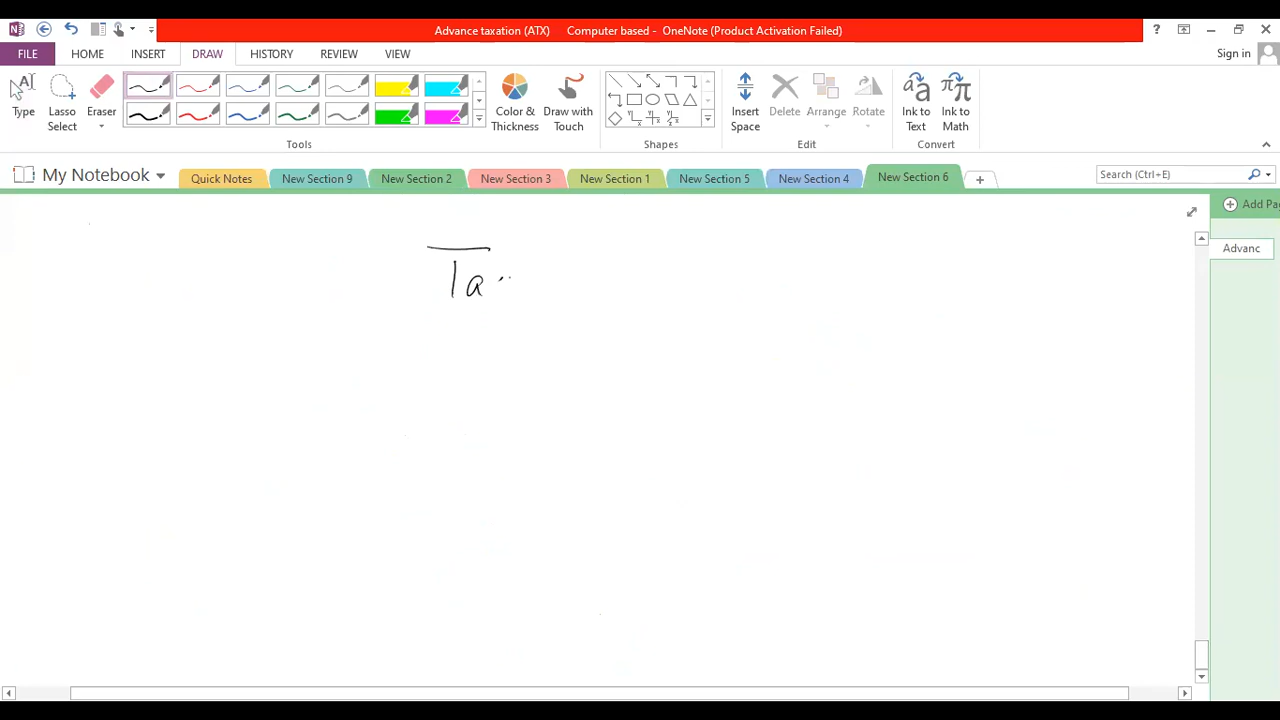 Advance taxation (ATX) Computer based - OneNote (Product Activation Failed)
?
FILE HOME INSERT DRAW HISTORY REVIEW VIEW
Sign in
Type
Lasso Select
Eraser
Color & Thickness
Draw with Touch
Insert Space
Delete
Arrange
Rotate
Ink to Text
Ink to Math
Tools
Shapes
Edit
Convert
My Notebook
Quick Notes
New Section 9
New Section 2
New Section 3
New Section 1
New Section 5
New Section 4
New Section 6
Search (Ctrl+E)
Add Pag
Advanc
Ta